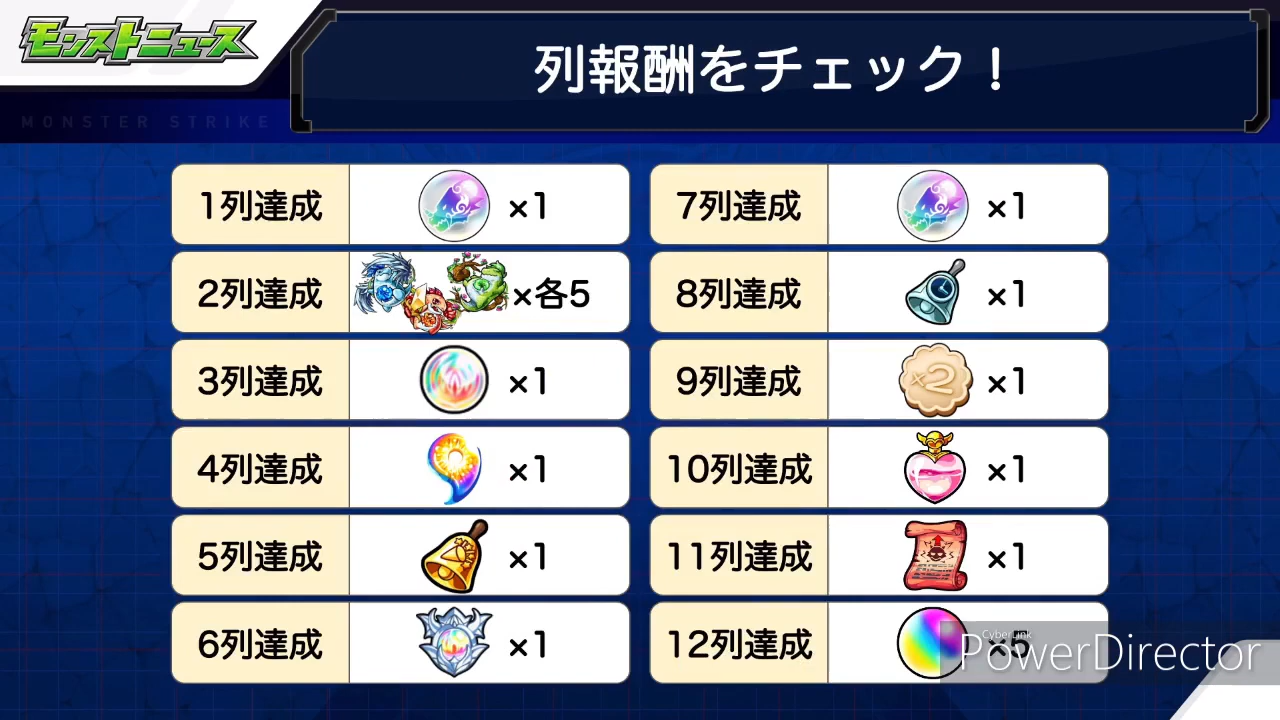 モンストニュース
列報酬をチェック！
MONSTER STRIKE
1列達成 ×1
7列達成 ×1
2列達成 ×各5
8列達成 ×1
3列達成 ×1
9列達成 ×2 ×1
4列達成 ×1
10列達成 ×1
5列達成 ×1
11列達成 ×1
6列達成 ×1
12列達成 ×5
CyberLink
PowerDirector